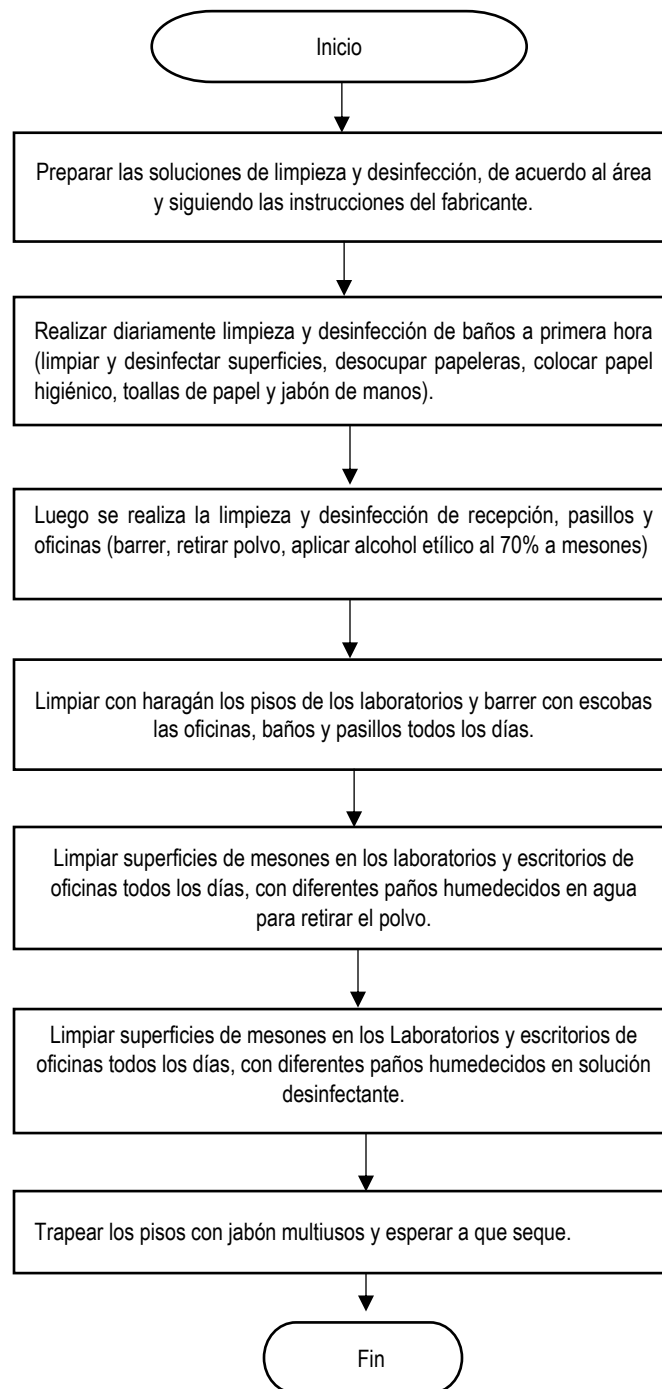 Inicio
Preparar las soluciones de limpieza y desinfección, de acuerdo al área
y siguiendo las instrucciones del fabricante.
Realizar diariamente limpieza y desinfección de baños a primera hora
(limpiar y desinfectar superficies, desocupar papeleras, colocar papel
higiénico, toallas de papel y jabón de manos).
Luego se realiza la limpieza y desinfección de recepción, pasillos y
oficinas (barrer, retirar polvo, aplicar alcohol etílico al 70% a mesones)
Limpiar con haragán los pisos de los laboratorios y barrer con escobas
las oficinas, baños y pasillos todos los días.
Limpiar superficies de mesones en los laboratorios y escritorios de
oficinas todos los días, con diferentes paños humedecidos en agua
para retirar el polvo.
Limpiar superficies de mesones en los Laboratorios y escritorios de
oficinas todos los días, con diferentes paños humedecidos en solución
desinfectante.
Trapear los pisos con jabón multiusos y esperar a que seque.
Fin